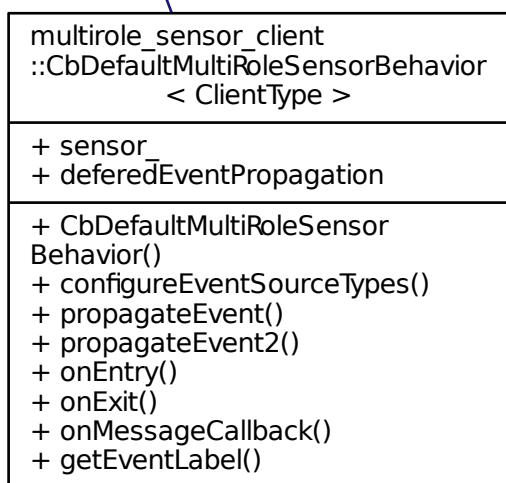 multirole_sensor_client
::CbDefaultMultiRoleSensorBehavior
< ClientType >
+ sensor_
+ deferedEventPropagation
+ CbDefaultMultiRoleSensor
Behavior()
+ configureEventSourceTypes()
+ propagateEvent()
+ propagateEvent2()
+ onEntry()
+ onExit()
+ onMessageCallback()
+ getEventLabel()